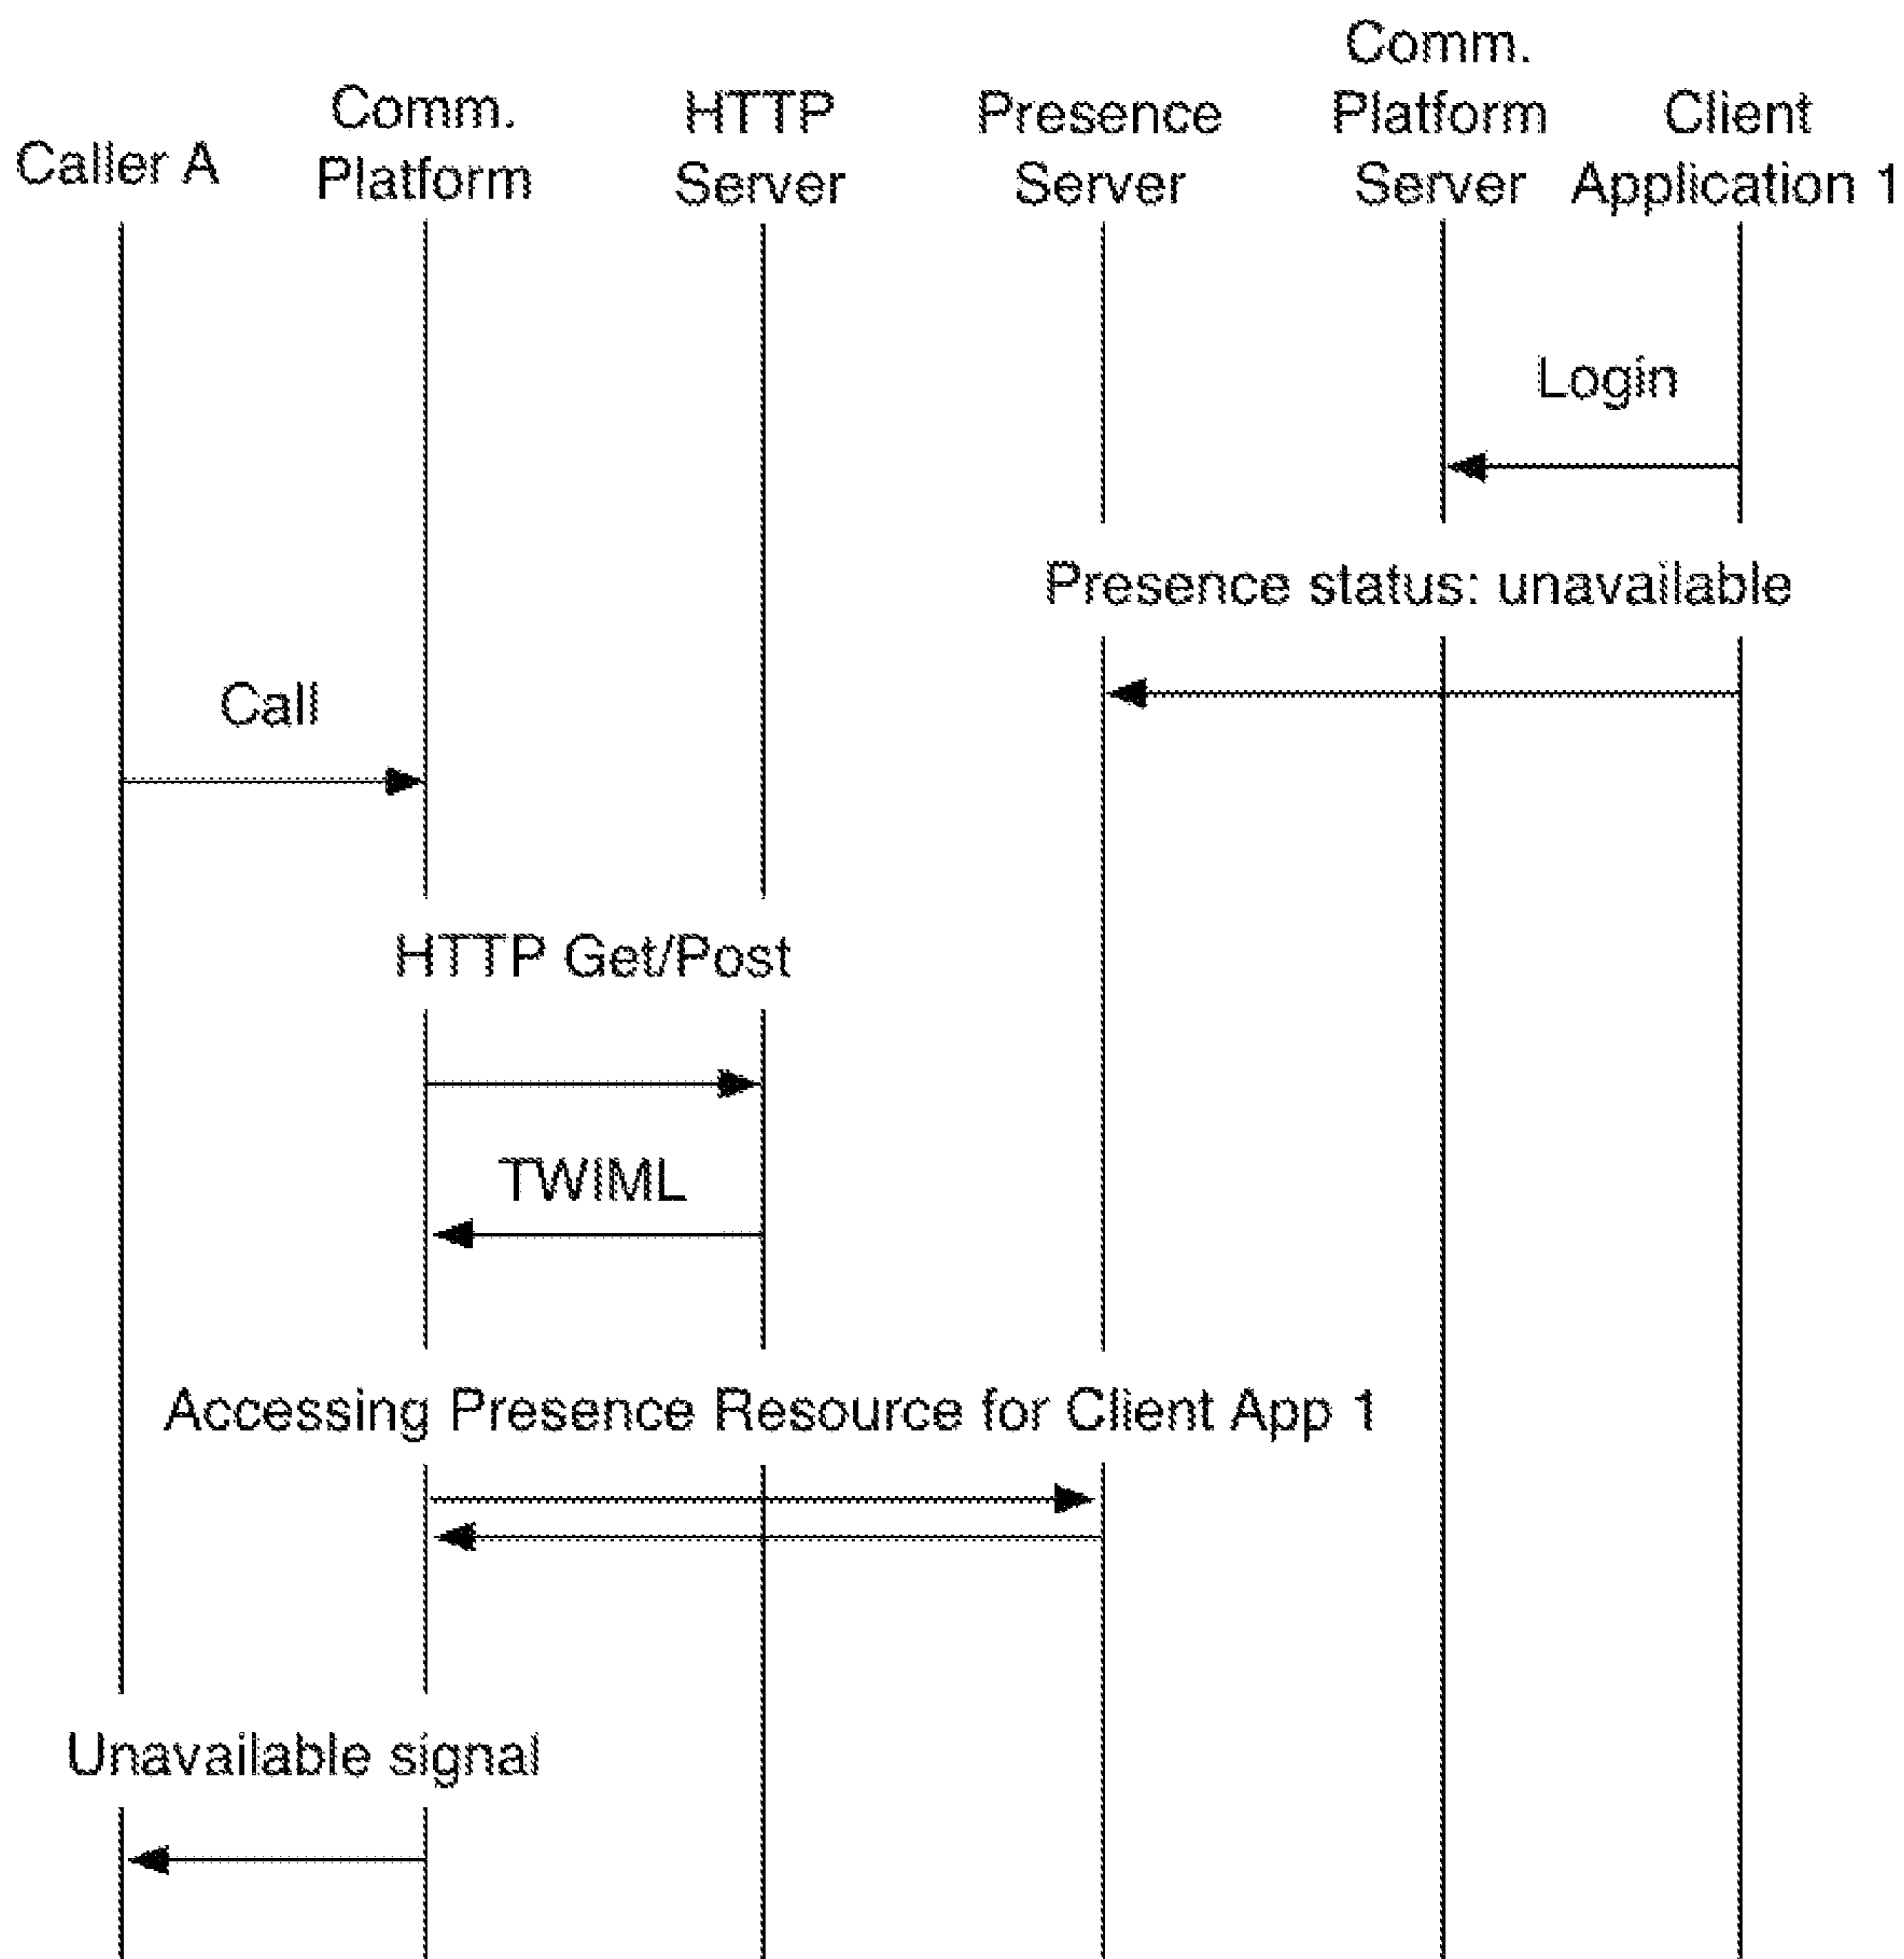 Caller A
Comm.
Platform
HTTP
Server
Presence
Server
Comm.
Platform
Server
Client
Application 1
Login
Presence status: unavailable
Call
HTTP Get/Post
TWIML
Accessing Presence Resource for Client App 1
Unavailable signal